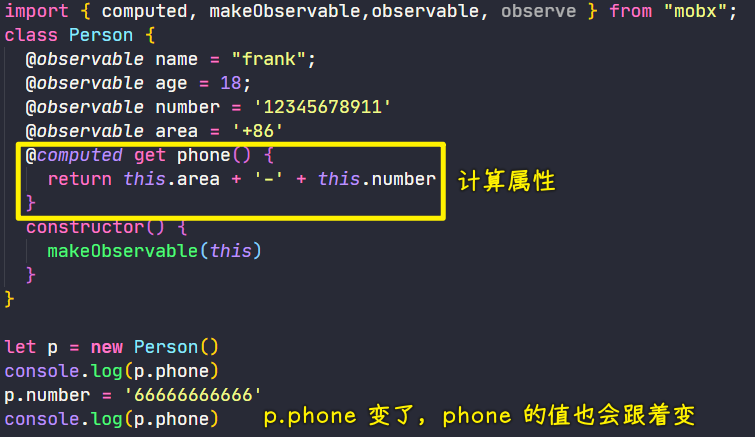 import { computed, makeObservable,observable, observe } from "mobx";
class Person {
  @observable name = "frank";
  @observable age = 18;
  @observable number = '12345678911'
  @observable area = '+86'
  @computed get phone() {
    return this.area + '-' + this.number
计算属性
  }
  constructor() {
    makeObservable(this)
  }
}
let p = new Person()
console.log(p.phone)
p.number = '66666666666'
console.log(p.phone)
p.phone 变了，phone 的值也会跟着变